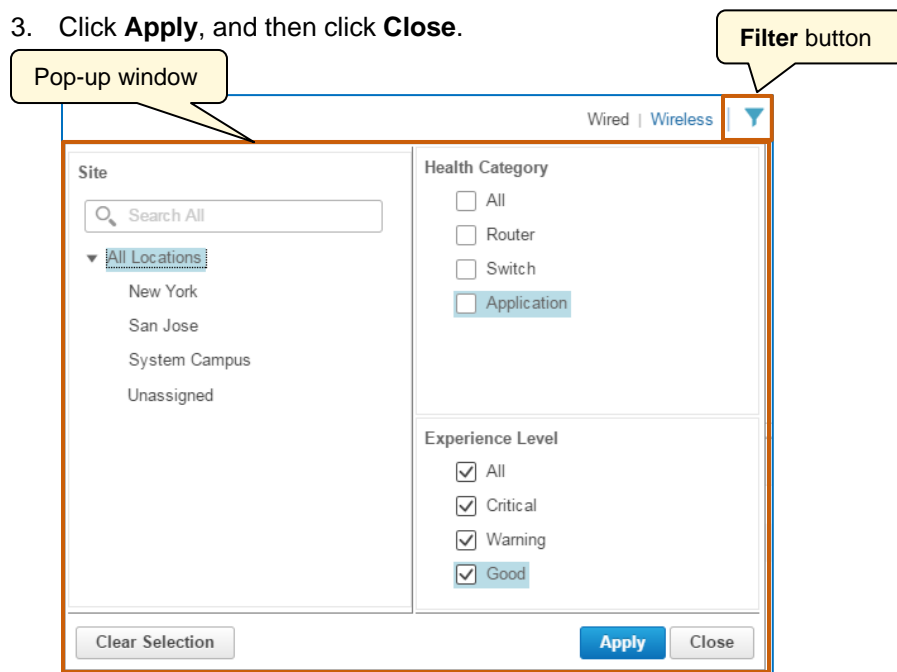 3. Click Apply, and then click Close.
Filter button
Pop-up window
Wired | Wireless
Site
Search All
All Locations
New York
San Jose
System Campus
Unassigned
Health Category
All
Router
Switch
Application
Experience Level
All
Critical
Warning
Good
Clear Selection
Apply
Close